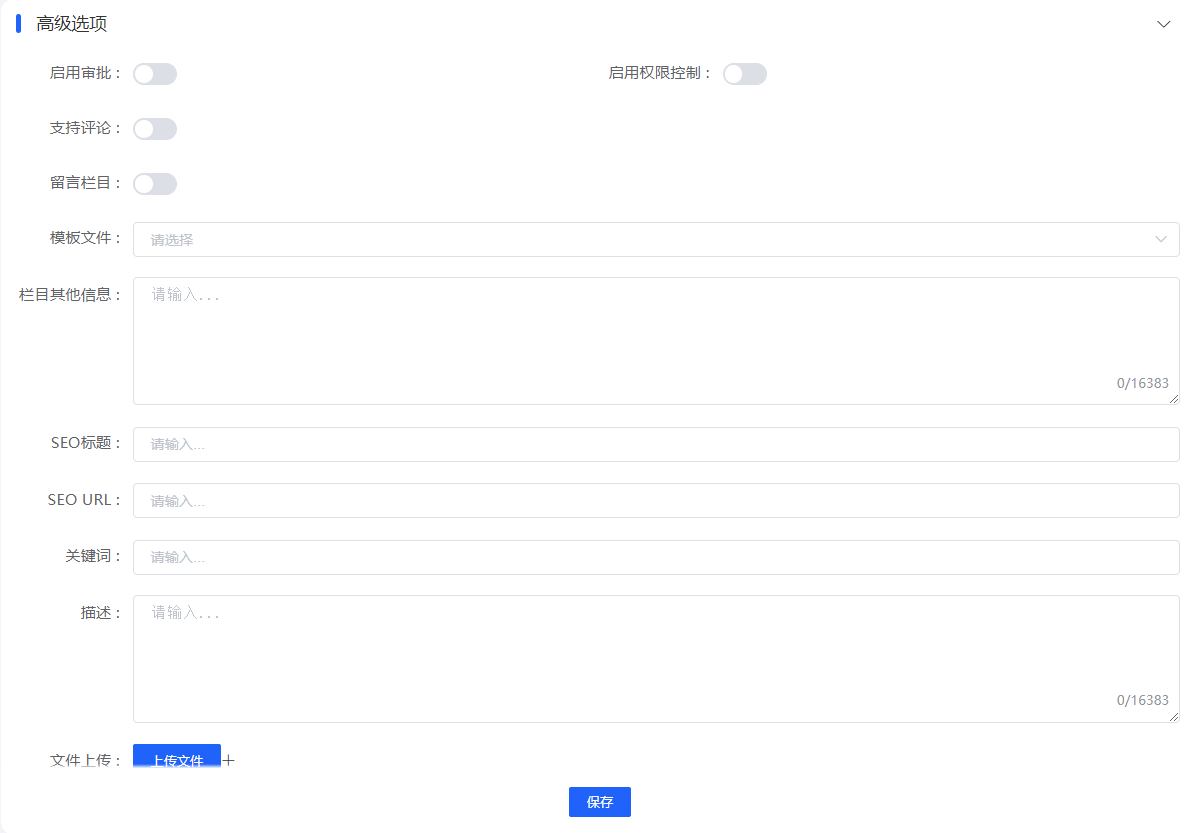 高级选项
启用审批： 启用权限控制：
支持评论：
留言栏目：
模板文件： 请选择
栏目其他信息： 请输入...
0/16383
SEO标题： 请输入...
SEO URL： 请输入...
关键词： 请输入...
描述： 请输入...
0/16383
文件上传： 上传文件 +
保存